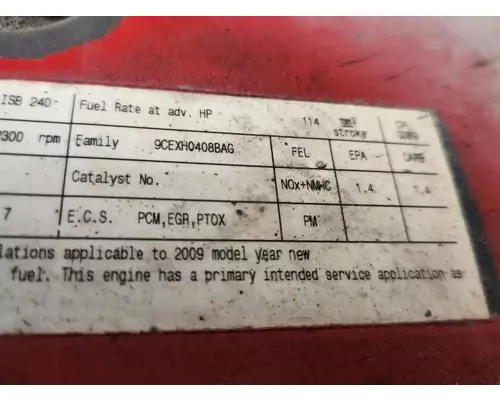 ISB 240 Fuel Rate at adv. HP 114 mm3 stroke
300 rpm Family 9CEXH0408BAG FEL EPA CARB
Catalyst No. NOx+NMHC 1.4 1.4
7 E.C.S. PCM,EGR,PTOX PM
lations applicable to 2009 model year new
fuel. This engine has a primary intended service application as